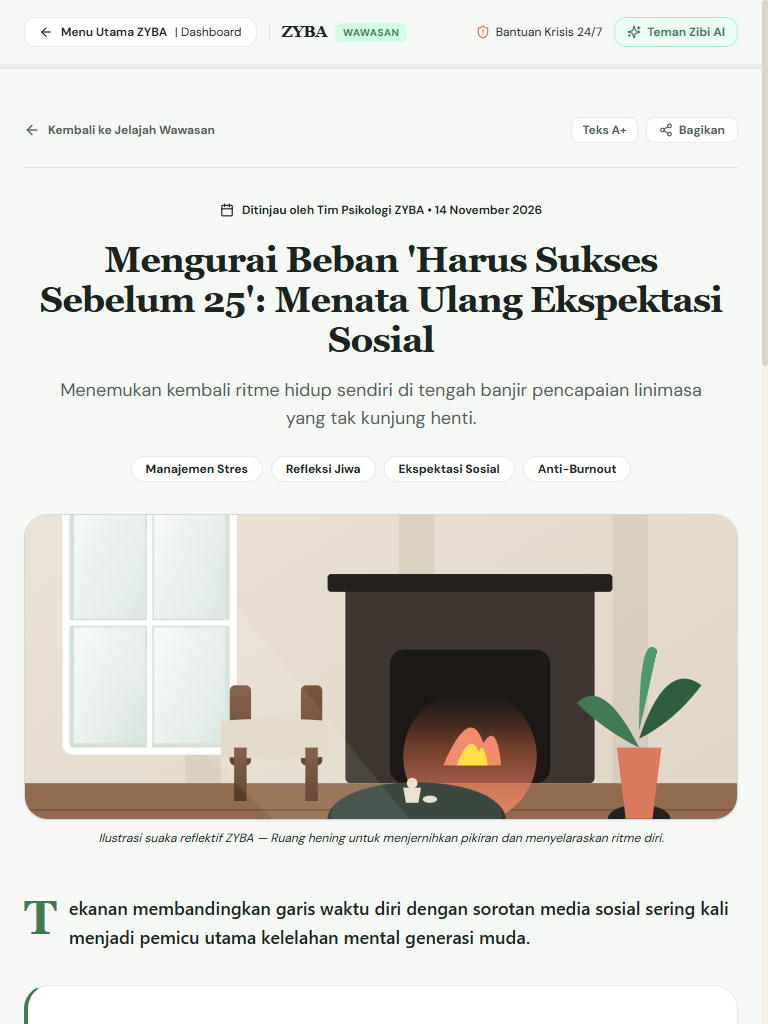 Menu Utama ZYBA | Dashboard
ZYBA
WAWASAN
Bantuan Krisis 24/7
Teman Zibi AI
Kembali ke Jelajah Wawasan
Teks A+
Bagikan
Ditinjau oleh Tim Psikologi ZYBA • 14 November 2026
Mengurai Beban 'Harus Sukses
Sebelum 25': Menata Ulang Ekspektasi
Sosial
Menemukan kembali ritme hidup sendiri di tengah banjir pencapaian linimasa
yang tak kunjung henti.
Manajemen Stres
Refleksi Jiwa
Ekspektasi Sosial
Anti-Burnout
Ilustrasi suaka reflektif ZYBA — Ruang hening untuk menjernihkan pikiran dan menyelaraskan ritme diri.
Tekanan membandingkan garis waktu diri dengan sorotan media sosial sering kali
menjadi pemicu utama kelelahan mental generasi muda.